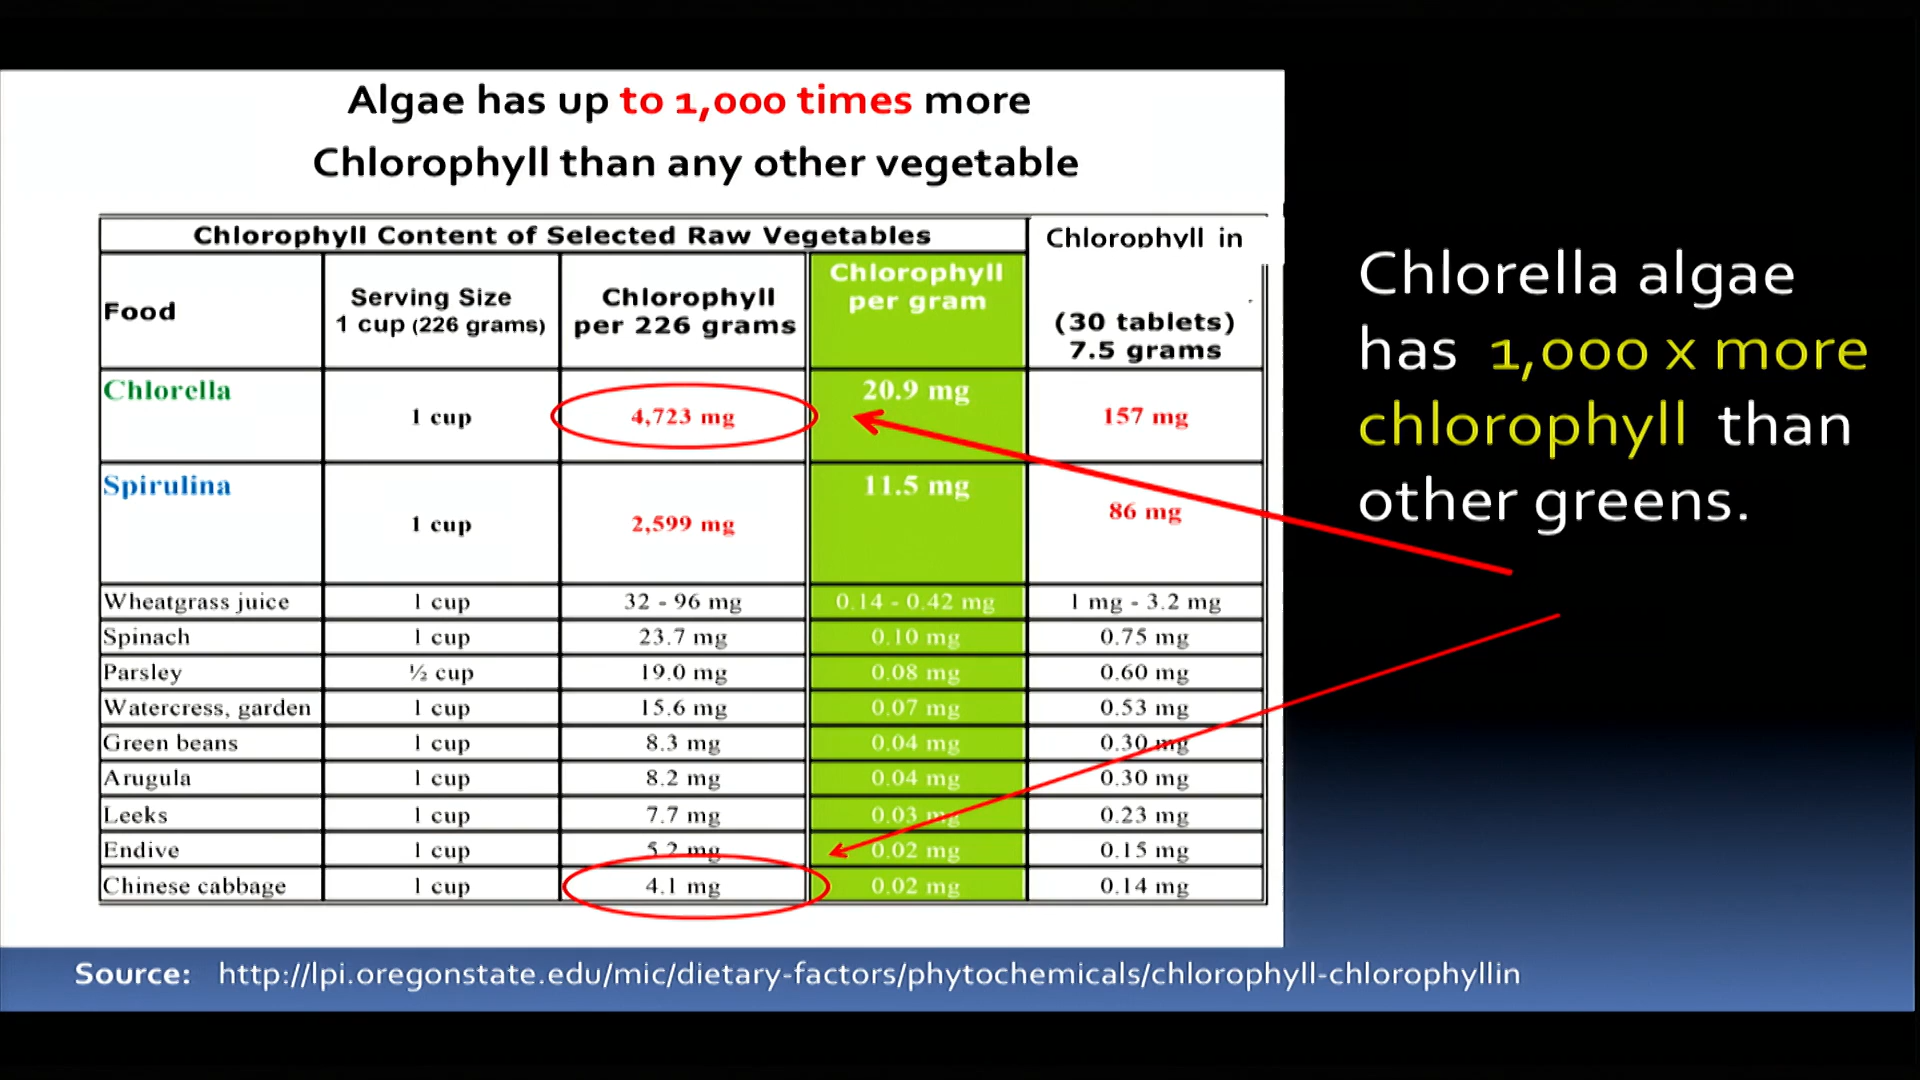 Algae has up to 1,000 times more
Chlorophyll than any other vegetable
Chlorophyll Content of Selected Raw Vegetables
Chlorophyll in
(30 tablets)
7.5 grams
Food
Serving Size
1 cup (226 grams)
Chlorophyll
per 226 grams
Chlorophyll
per gram
Chlorella 1 cup 4,723 mg 20.9 mg 157 mg
Spirulina 1 cup 2,599 mg 11.5 mg 86 mg
Wheatgrass juice 1 cup 32 - 96 mg 0.14 - 0.42 mg 1 mg - 3.2 mg
Spinach 1 cup 23.7 mg 0.10 mg 0.75 mg
Parsley ½ cup 19.0 mg 0.08 mg 0.60 mg
Watercress, garden 1 cup 15.6 mg 0.07 mg 0.53 mg
Green beans 1 cup 8.3 mg 0.04 mg 0.30 mg
Arugula 1 cup 8.2 mg 0.04 mg 0.30 mg
Leeks 1 cup 7.7 mg 0.03 mg 0.23 mg
Endive 1 cup 5.2 mg 0.02 mg 0.15 mg
Chinese cabbage 1 cup 4.1 mg 0.02 mg 0.14 mg
Chlorella algae
has 1,000 x more
chlorophyll than
other greens.
Source: http://lpi.oregonstate.edu/mic/dietary-factors/phytochemicals/chlorophyll-chlorophyllin